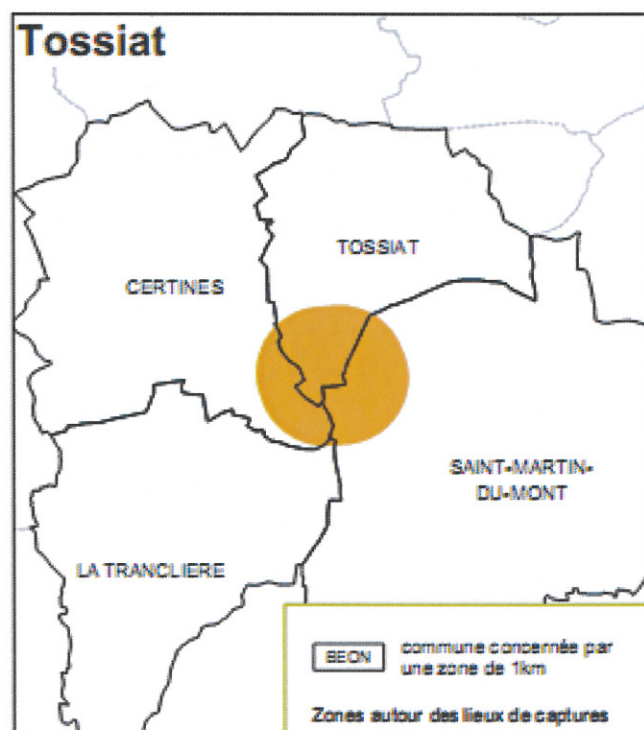 Tossiat
TOSSIAT
CERTINES
SAINT-MARTIN-
DU-MONT
LA TRANCLIERE
BEON
commune concernée par
une zone de 1km
Zones autour des lieux de captures